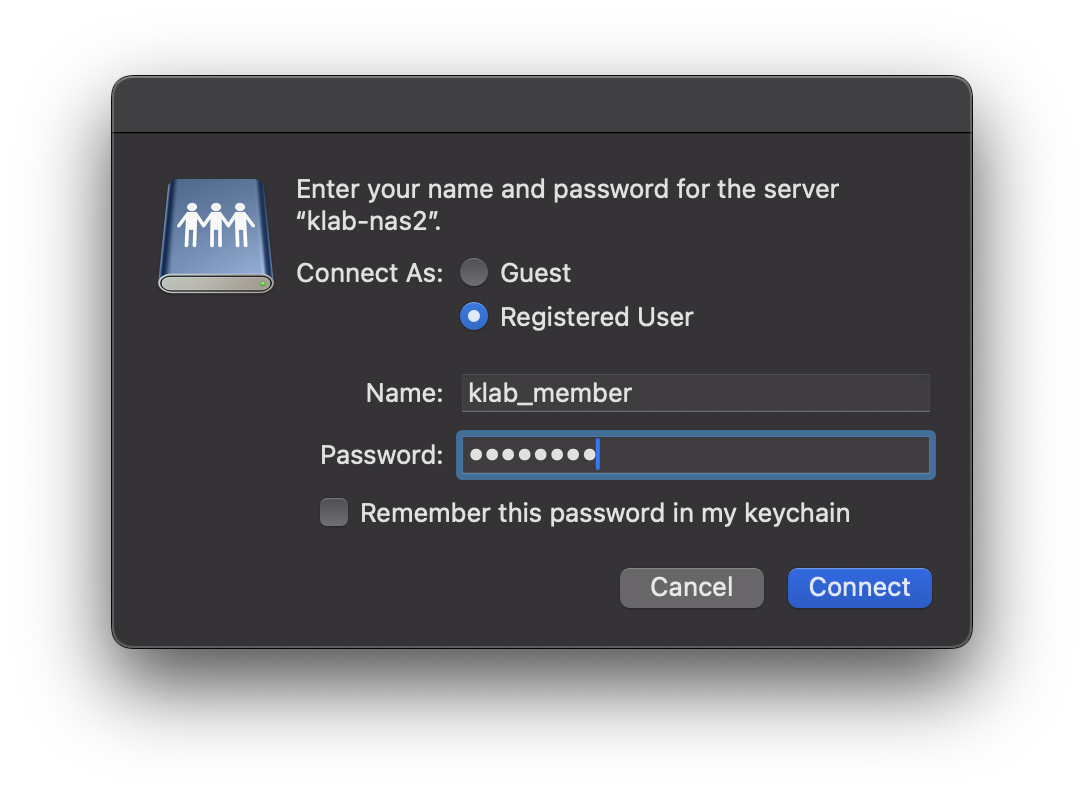 Enter your name and password for the server
“klab-nas2”.
Connect As:
Guest
Registered User
Name: klab_member
Password: ••••••••
Remember this password in my keychain
Cancel
Connect